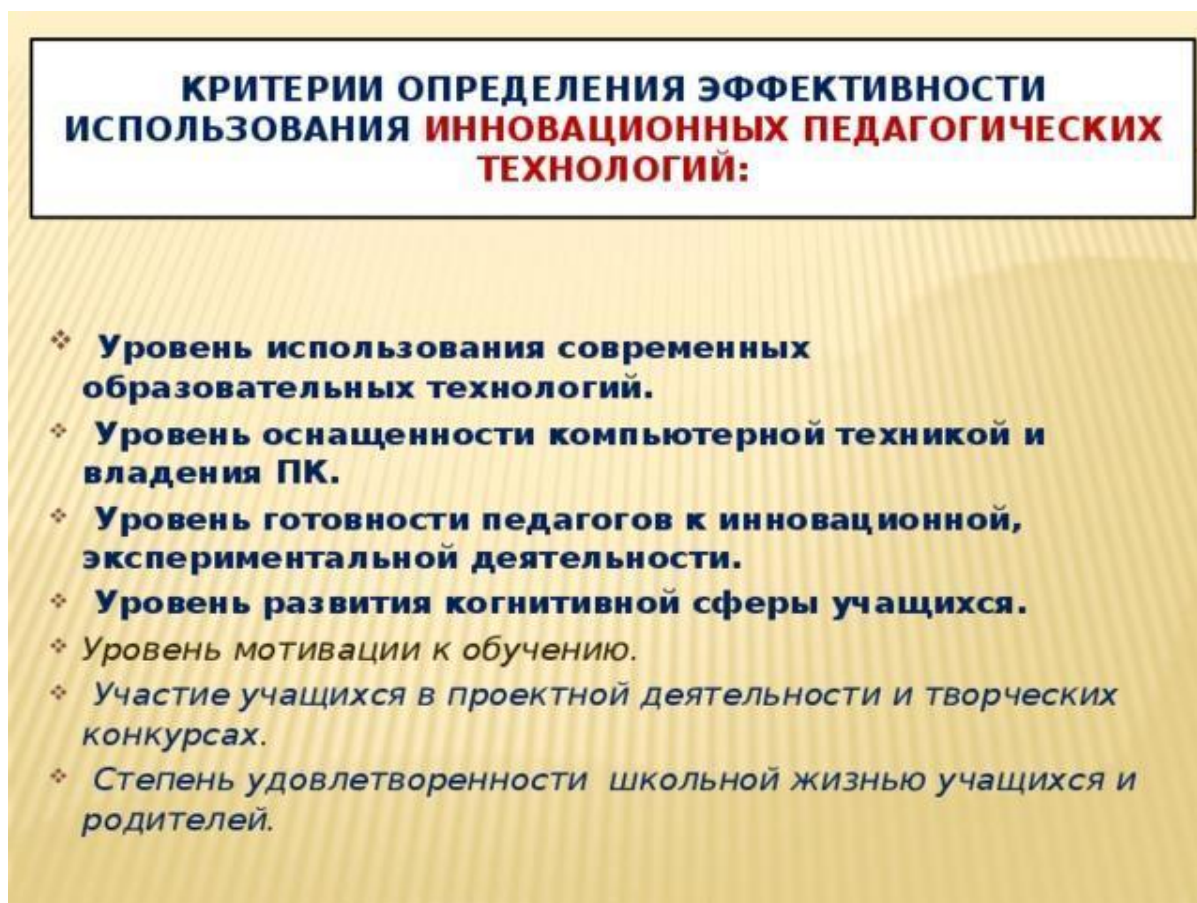 КРИТЕРИИ ОПРЕДЕЛЕНИЯ ЭФФЕКТИВНОСТИ
ИСПОЛЬЗОВАНИЯ ИННОВАЦИОННЫХ ПЕДАГОГИЧЕСКИХ
ТЕХНОЛОГИЙ:
❖ Уровень использования современных
образовательных технологий.
❖ Уровень оснащенности компьютерной техникой и
владения ПК.
❖ Уровень готовности педагогов к инновационной,
экспериментальной деятельности.
❖ Уровень развития когнитивной сферы учащихся.
❖ Уровень мотивации к обучению.
❖ Участие учащихся в проектной деятельности и творческих
конкурсах.
❖ Степень удовлетворенности школьной жизнью учащихся и
родителей.